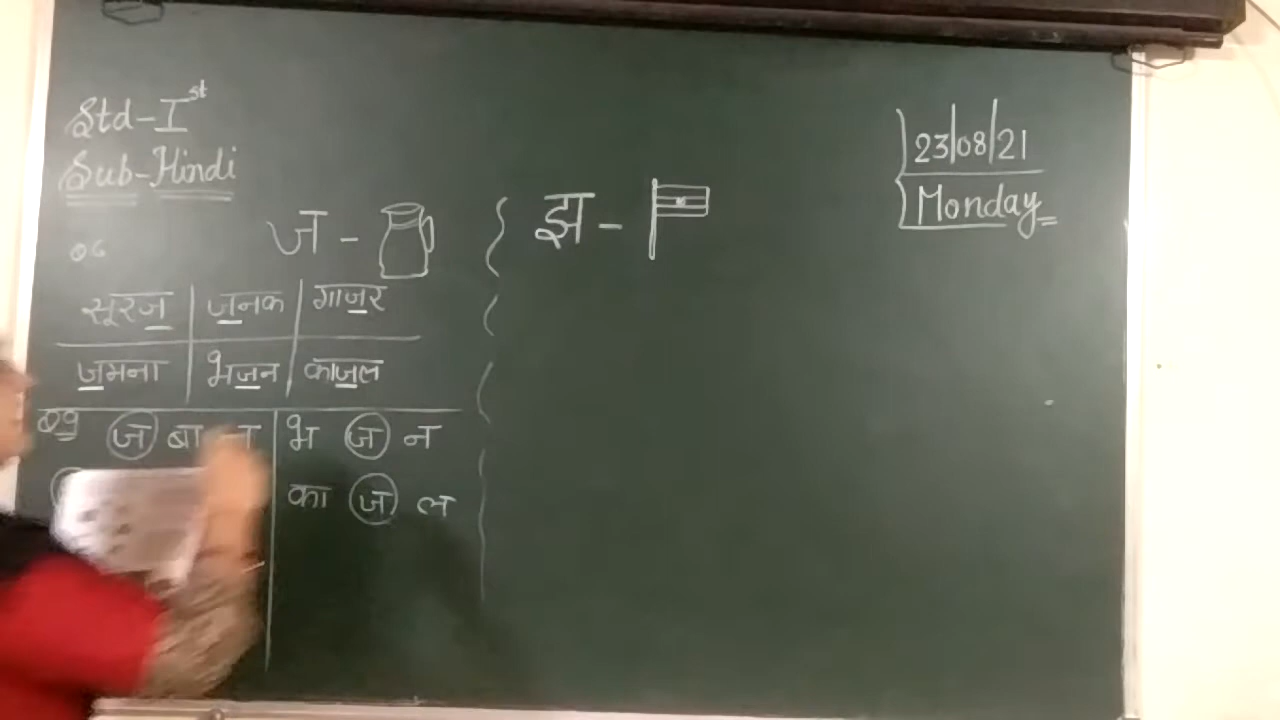 Std-Iˢᵗ
Sub-Hindi
23/08/21
Monday
ज -
झ -
सूरज जनक गाजर
जमना भजन काजल
ज बा न भ ज न
का ज ल